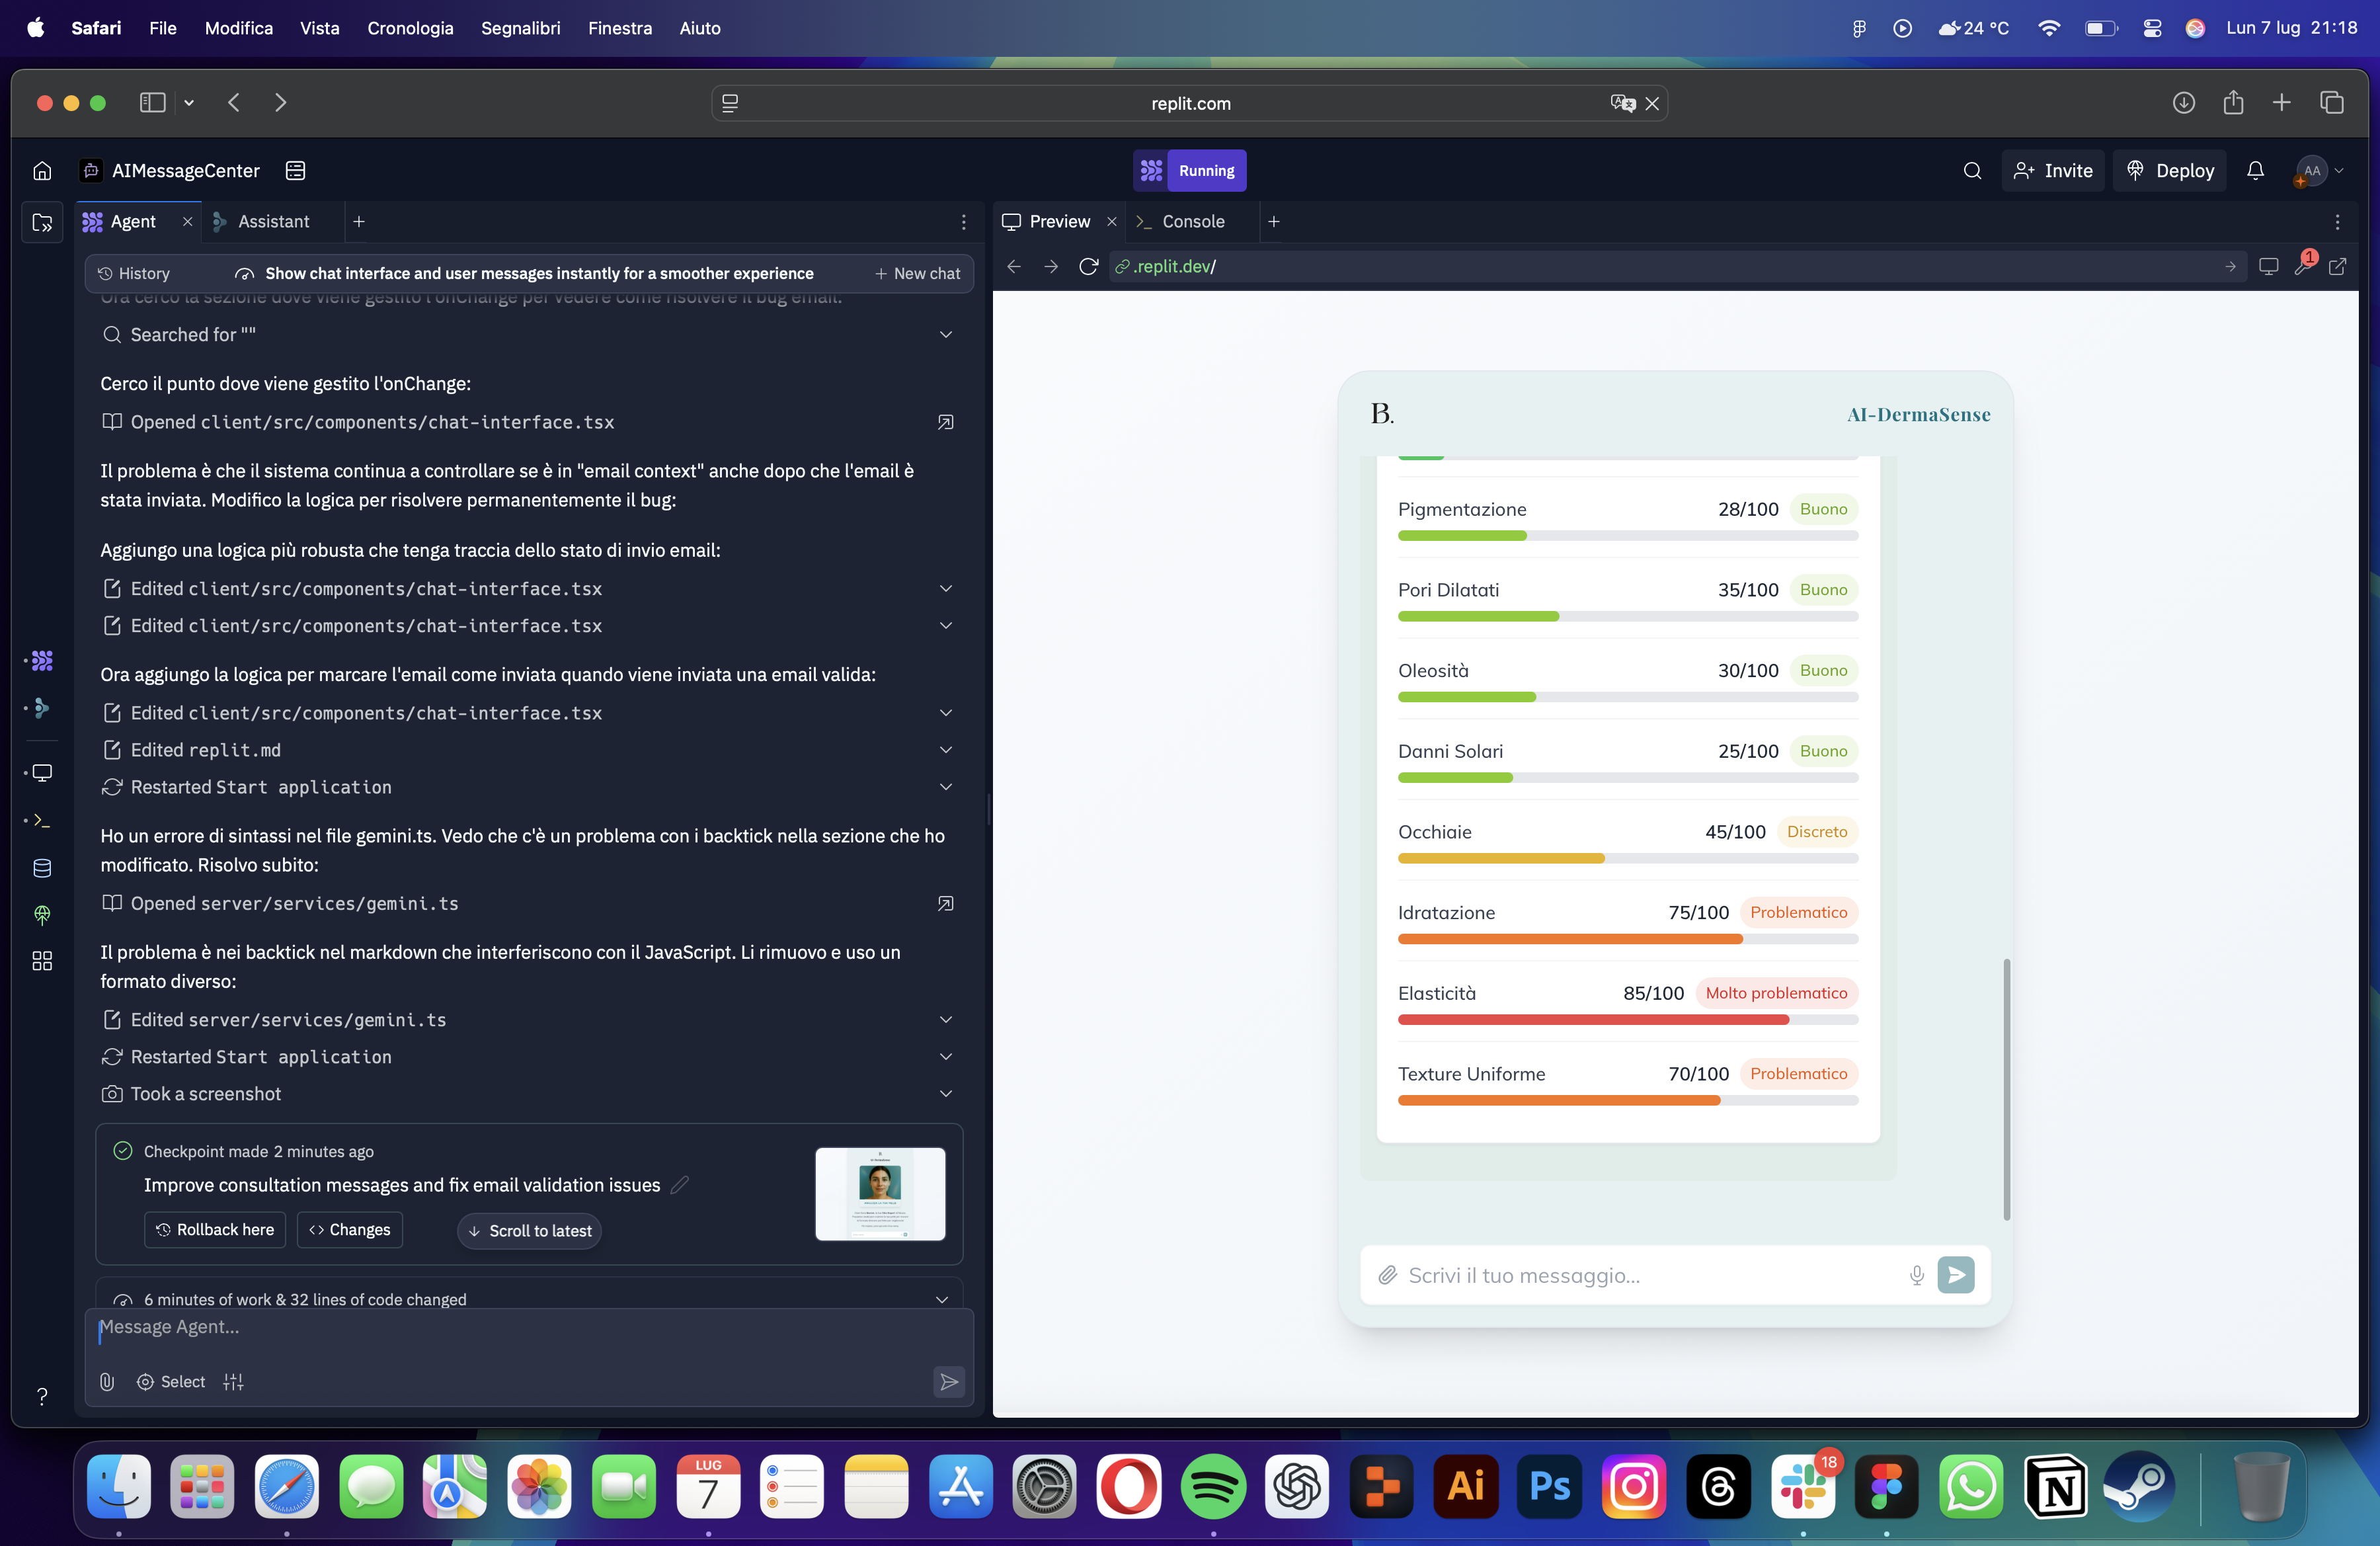 Safari File Modifica Vista Cronologia Segnalibri Finestra Aiuto
24 °C Lun 7 lug 21:18
replit.com
AIMessageCenter
Running
Invite
Deploy
AA
Agent
Assistant
History
Show chat interface and user messages instantly for a smoother experience
New chat
Ora cerco la sezione dove viene gestito l'onChange per vedere come risolvere il bug email.
Searched for ""
Cerco il punto dove viene gestito l'onChange:
Opened client/src/components/chat-interface.tsx
Il problema è che il sistema continua a controllare se è in "email context" anche dopo che l'email è
stata inviata. Modifico la logica per risolvere permanentemente il bug:
Aggiungo una logica più robusta che tenga traccia dello stato di invio email:
Edited client/src/components/chat-interface.tsx
Edited client/src/components/chat-interface.tsx
Ora aggiungo la logica per marcare l'email come inviata quando viene inviata una email valida:
Edited client/src/components/chat-interface.tsx
Edited replit.md
Restarted Start application
Ho un errore di sintassi nel file gemini.ts. Vedo che c'è un problema con i backtick nella sezione che ho
modificato. Risolvo subito:
Opened server/services/gemini.ts
Il problema è nei backtick nel markdown che interferiscono con il JavaScript. Li rimuovo e uso un
formato diverso:
Edited server/services/gemini.ts
Restarted Start application
Took a screenshot
Checkpoint made 2 minutes ago
Improve consultation messages and fix email validation issues
Rollback here
Changes
Scroll to latest
6 minutes of work & 32 lines of code changed
Message Agent...
Select
?
Preview
Console
.replit.dev/
1
B.
AI-DermaSense
Pigmentazione 28/100 Buono
Pori Dilatati 35/100 Buono
Oleosità 30/100 Buono
Danni Solari 25/100 Buono
Occhiaie 45/100 Discreto
Idratazione 75/100 Problematico
Elasticità 85/100 Molto problematico
Texture Uniforme 70/100 Problematico
Scrivi il tuo messaggio...
LUG
7
Ai
Ps
18
N